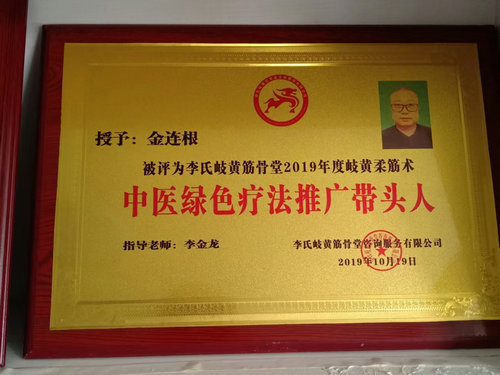 授予：金连根
被评为李氏岐黄筋骨堂2019年度岐黄柔筋术
中医绿色疗法推广带头人
指导老师：李金龙
李氏岐黄筋骨堂咨询服务有限公司
2019年10月19日